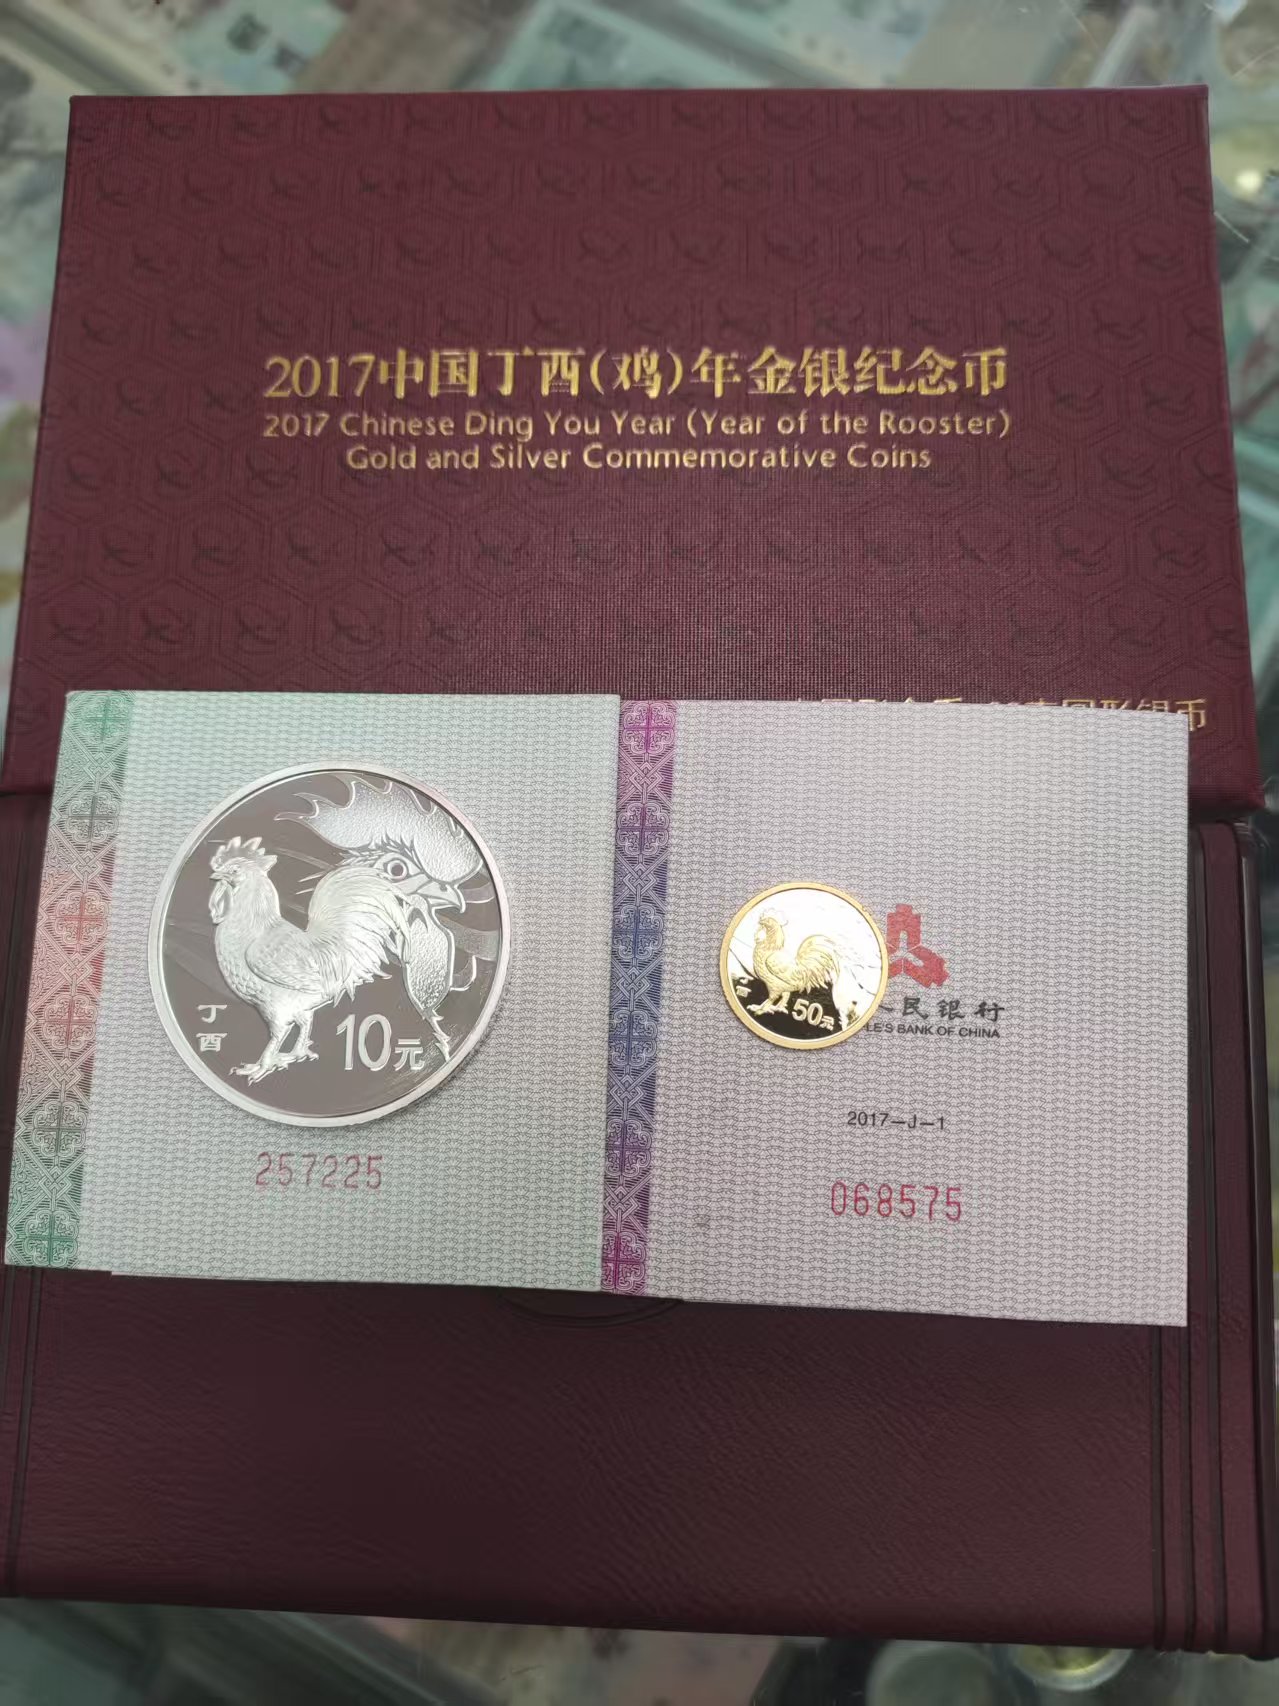 2017中国丁酉(鸡)年金银纪念币
2017 Chinese Ding You Year (Year of the Rooster)
Gold and Silver Commemorative Coins
丁
酉
10元
257225
50元
人民银行
LE'S BANK OF CHINA
2017-J-1
068575